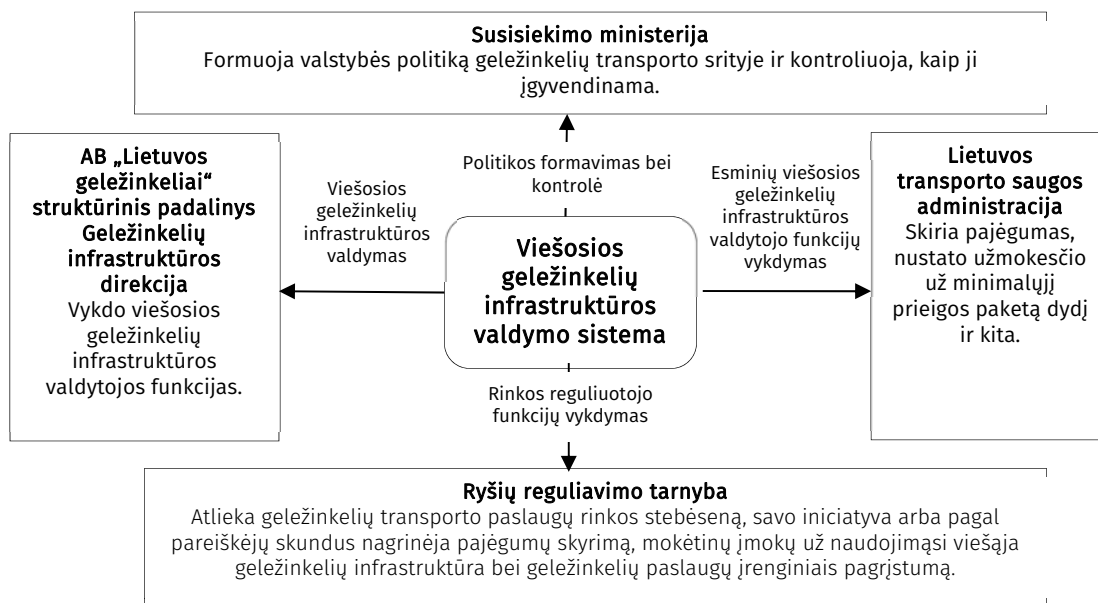 Susisiekimo ministerija
Formuoja valstybės politiką geležinkelių transporto srityje ir kontroliuoja, kaip ji
įgyvendinama.
AB „Lietuvos
geležinkeliai“
struktūrinis padalinys
Geležinkelių
infrastruktūros
direkcija
Vykdo viešosios
geležinkelių
infrastruktūros
valdytojos funkcijas.
Viešosios
geležinkelių
infrastruktūros
valdymas
Politikos formavimas bei
kontrolė
Viešosios
geležinkelių
infrastruktūros
valdymo sistema
Esminių viešosios
geležinkelių
infrastruktūros
valdytojo funkcijų
vykdymas
Lietuvos
transporto saugos
administracija
Skiria pajėgumas,
nustato užmokesčio
už minimalųjį
prieigos paketą dydį
ir kita.
Rinkos reguliuotojo
funkcijų vykdymas
Ryšių reguliavimo tarnyba
Atlieka geležinkelių transporto paslaugų rinkos stebėseną, savo iniciatyva arba pagal
pareiškėjų skundus nagrinėja pajėgumų skyrimą, mokėtinų įmokų už naudojimąsi viešąja
geležinkelių infrastruktūra bei geležinkelių paslaugų įrenginiais pagrįstumą.